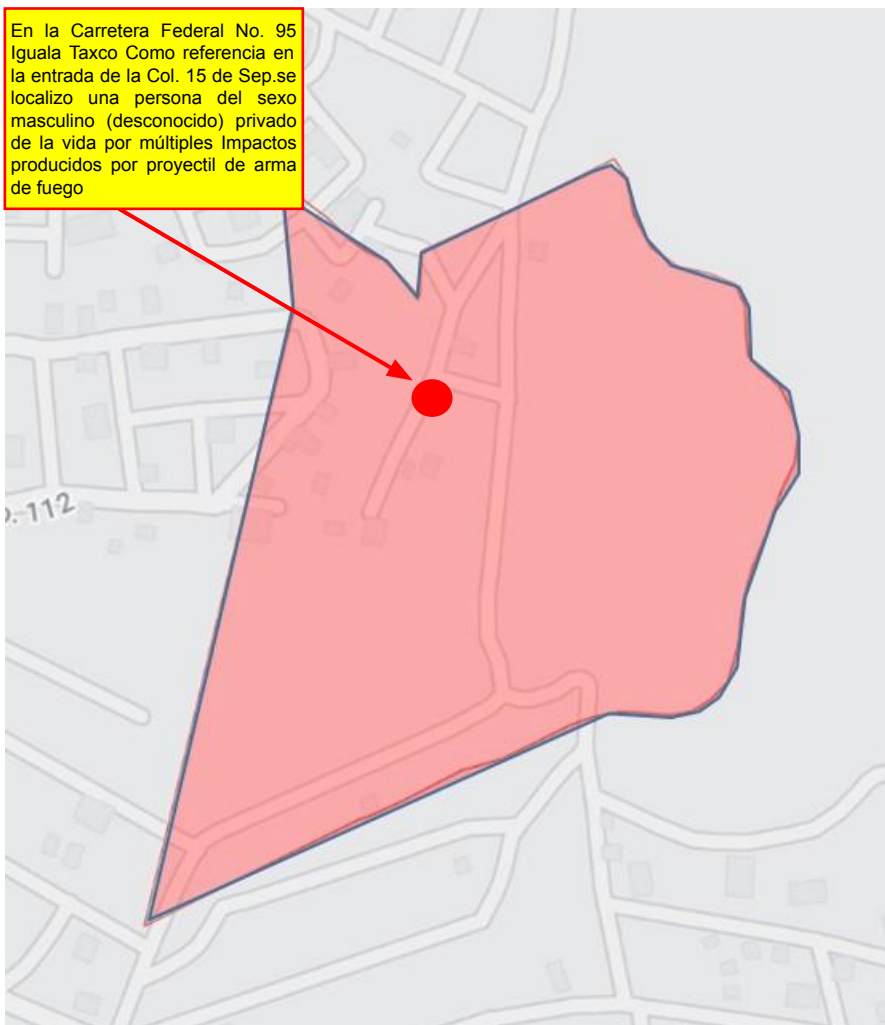 En la Carretera Federal No. 95
Iguala Taxco Como referencia en
la entrada de la Col. 15 de Sep.se
localizo una persona del sexo
masculino (desconocido) privado
de la vida por múltiples Impactos
producidos por proyectil de arma
de fuego
112